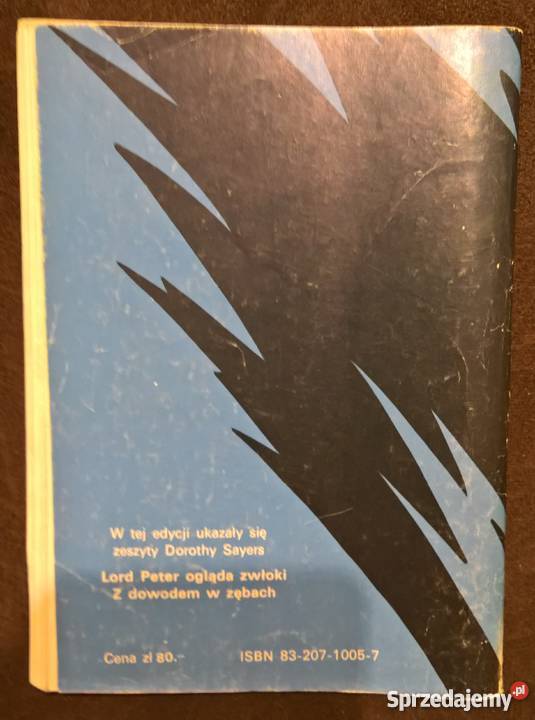 W tej edycji ukazały się
zeszyty Dorothy Sayers
Lord Peter ogląda zwłoki
Z dowodem w zębach
Cena zł 80.-
ISBN 83-207-1005-7
Sprzedajemy.pl